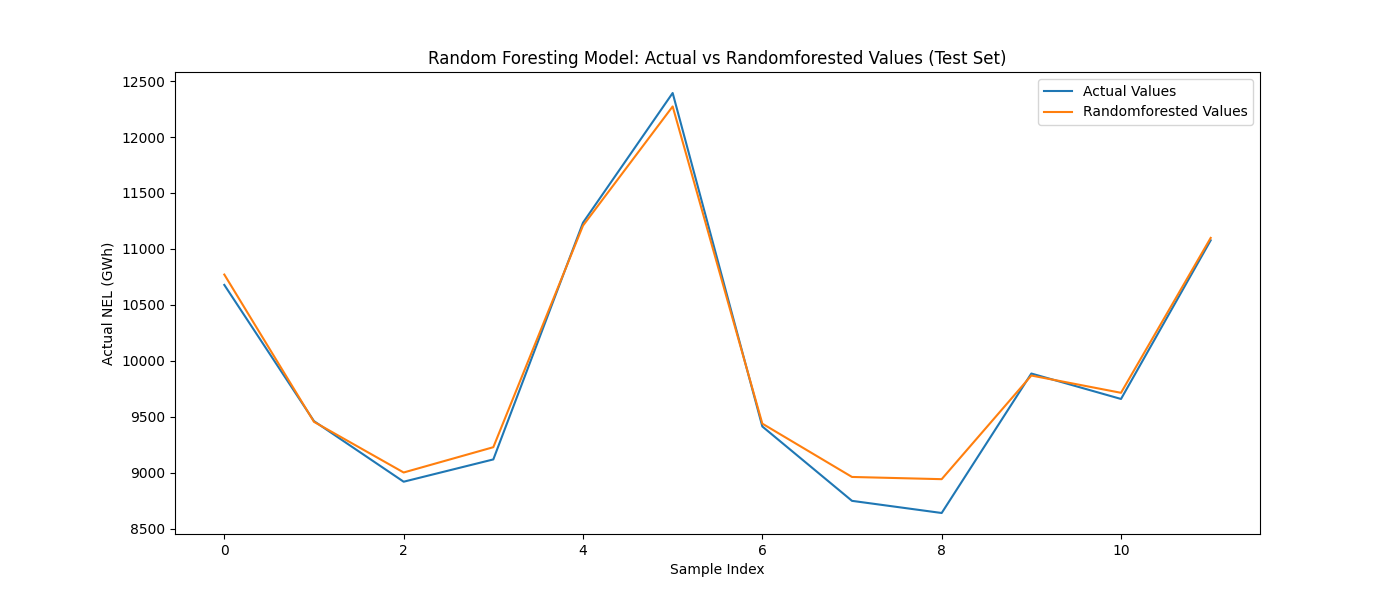 Random Foresting Model: Actual vs Randomforested Values (Test Set)
Actual Values
Randomforested Values
Actual NEL (GWh)
12500
12000
11500
11000
10500
10000
9500
9000
8500
0 2 4 6 8 10
Sample Index